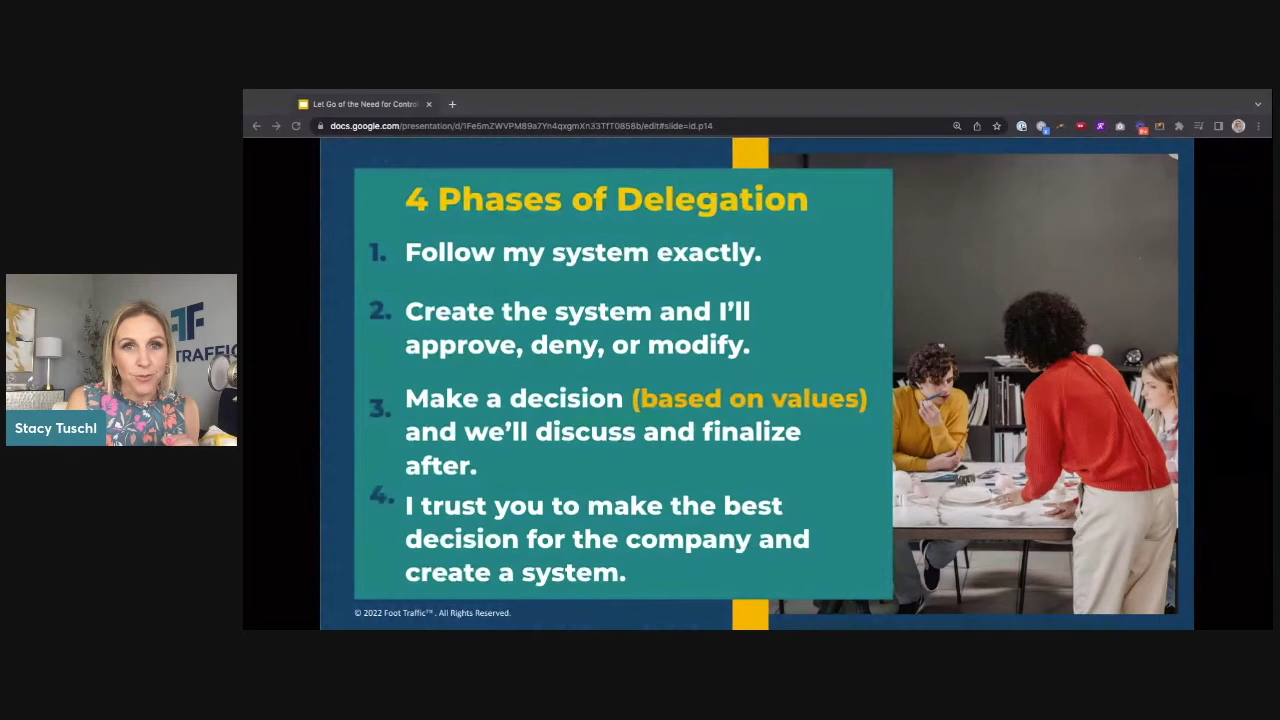 Let Go of the Need for Control
docs.google.com/presentation/d/1Fe5mZWVPM89a7Yn4qxgmXn33TfT0858b/edit#slide=id.p14
4 Phases of Delegation
1. Follow my system exactly.
2. Create the system and I’ll
approve, deny, or modify.
3. Make a decision (based on values)
and we’ll discuss and finalize
after.
4. I trust you to make the best
decision for the company and
create a system.
© 2022 Foot Traffic™ . All Rights Reserved.
FF
TRAFFIC
Stacy Tuschl